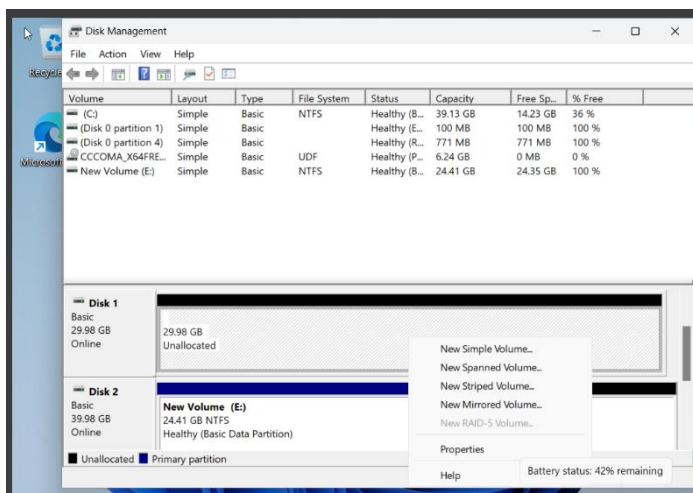 Disk Management
File Action View Help
Recycle
Microsoft
Volume Layout Type File System Status Capacity Free Sp... % Free
(C:) Simple Basic NTFS Healthy (B... 39.13 GB 14.23 GB 36 %
(Disk 0 partition 1) Simple Basic Healthy (E... 100 MB 100 MB 100 %
(Disk 0 partition 4) Simple Basic Healthy (R... 771 MB 771 MB 100 %
CCCOMA_X64FRE... Simple Basic UDF Healthy (P... 6.24 GB 0 MB 0 %
New Volume (E:) Simple Basic NTFS Healthy (B... 24.41 GB 24.35 GB 100 %
Disk 1
Basic
29.98 GB
Online
29.98 GB
Unallocated
Disk 2
Basic
39.98 GB
Online
New Volume (E:)
24.41 GB NTFS
Healthy (Basic Data Partition)
New Simple Volume...
New Spanned Volume...
New Striped Volume...
New Mirrored Volume...
New RAID-5 Volume...
Properties
Help
Unallocated Primary partition
Battery status: 42% remaining